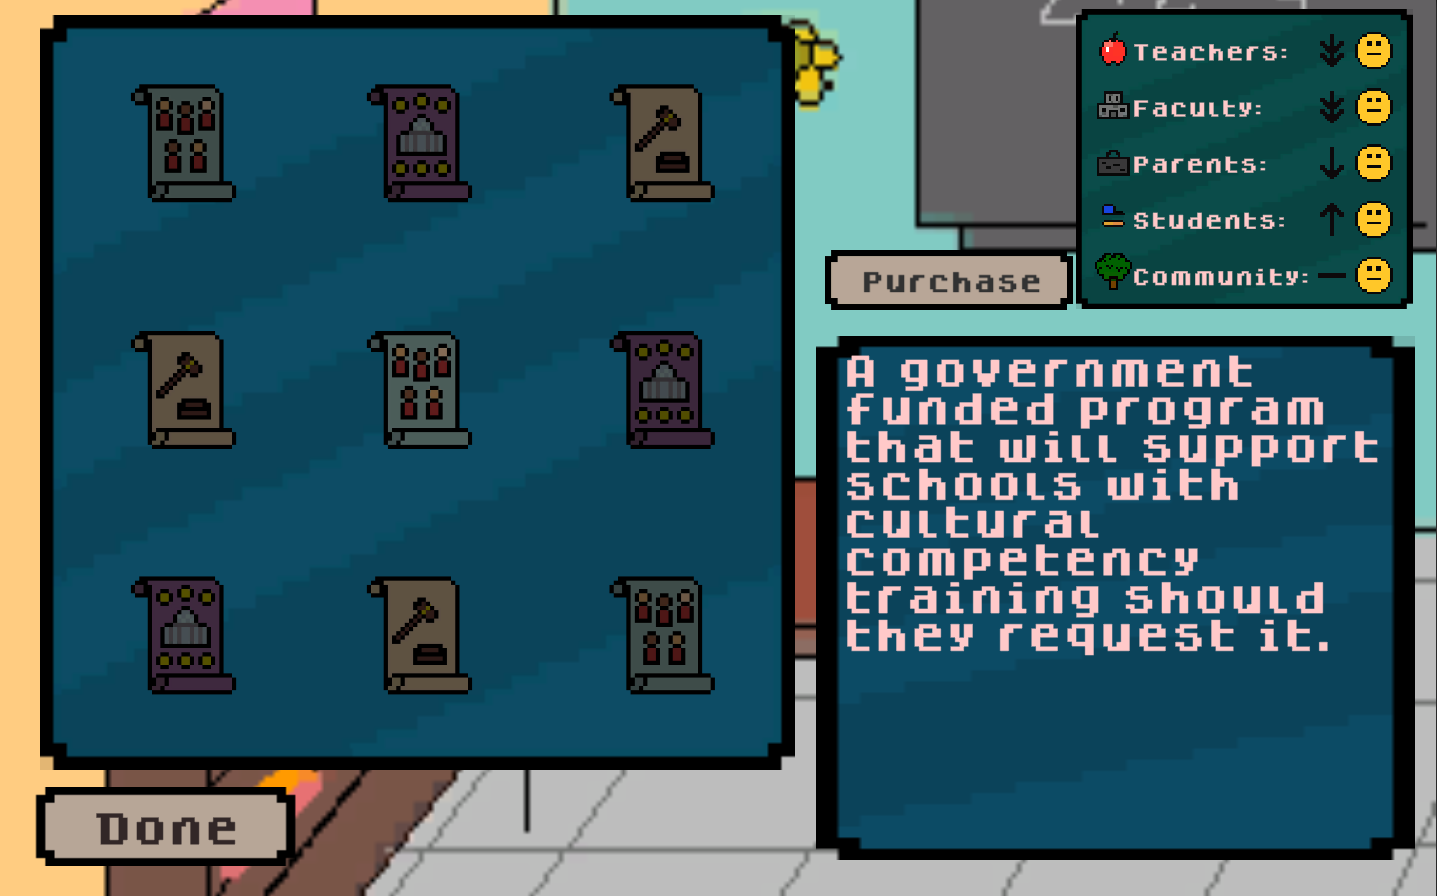 Teachers:
Faculty:
Parents:
Students:
Community:
Purchase
A government
funded program
that will support
schools with
cultural
competency
training should
they request it.
Done